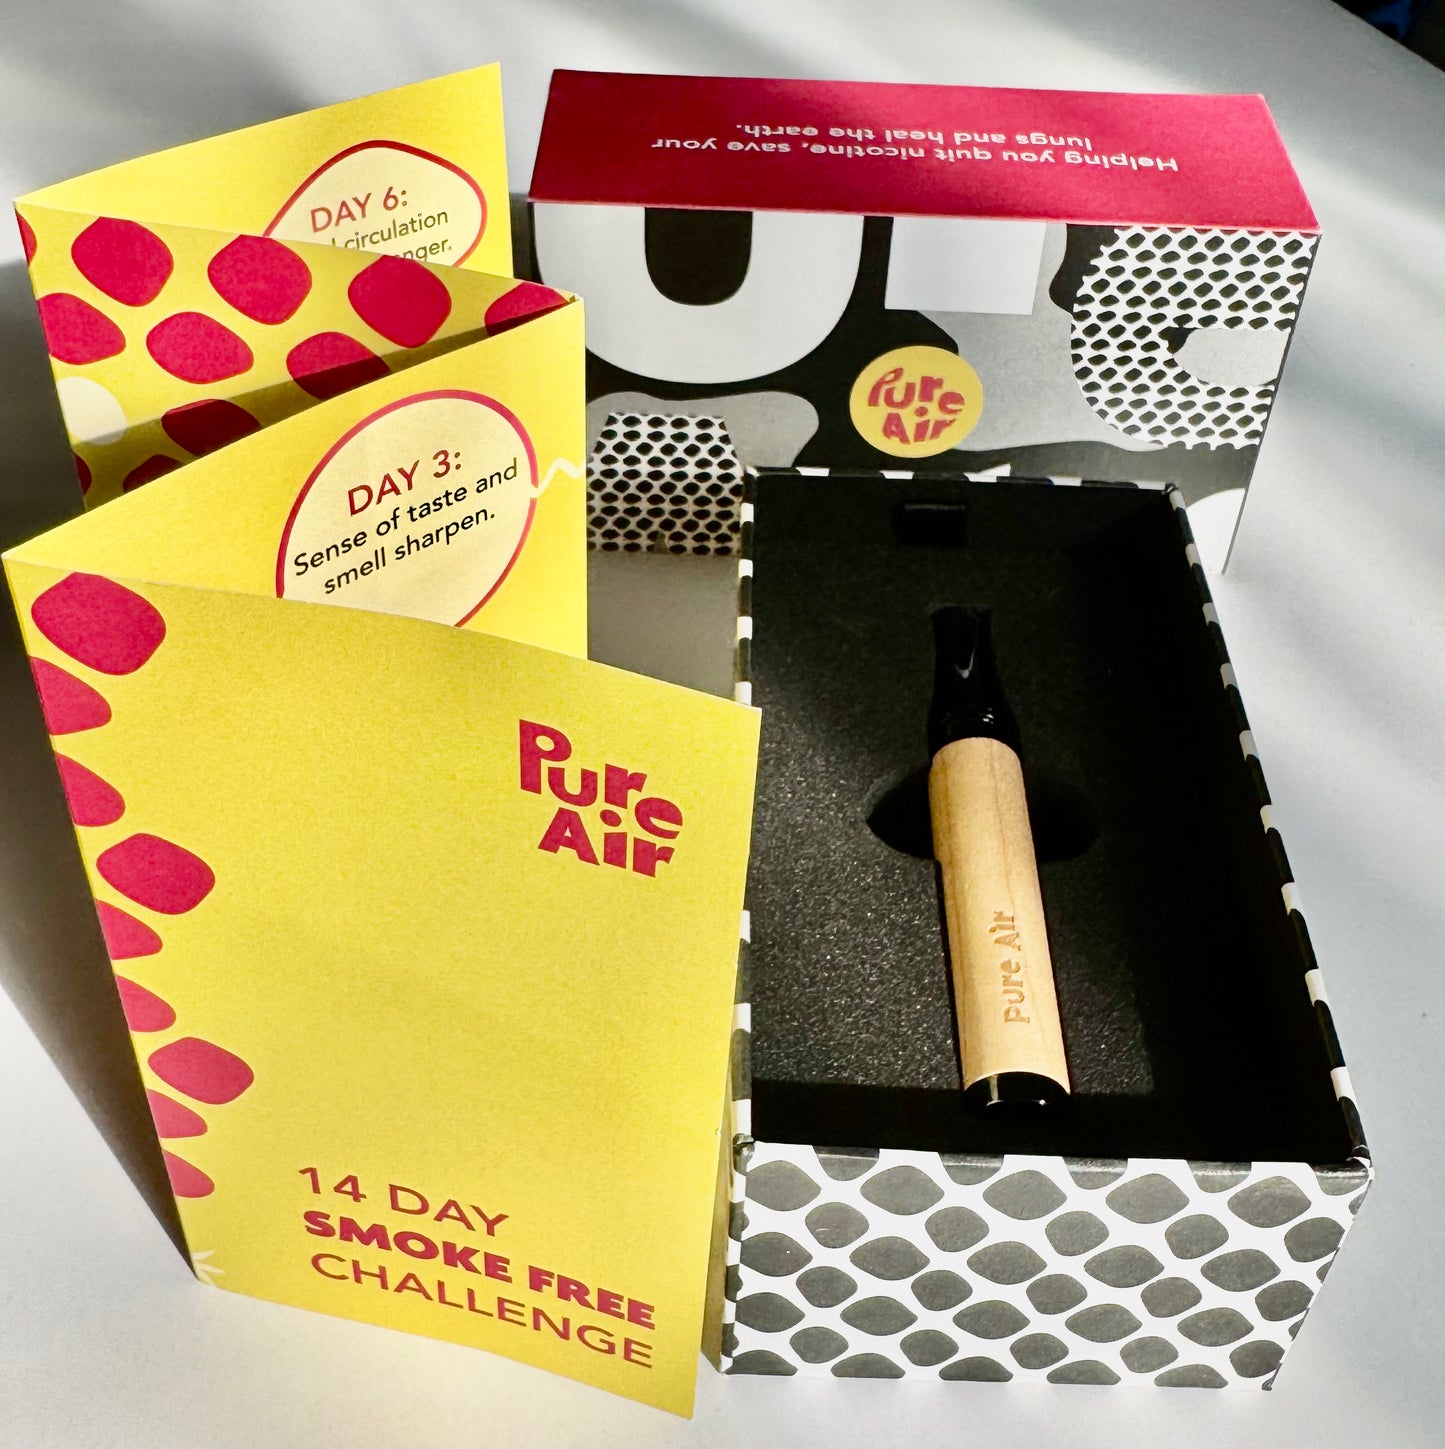 DAY 6:
circulation
DAY 3:
Sense of taste and
smell sharpen.
Pure
Air
14 DAY
SMOKE FREE
CHALLENGE
Helping you quit nicotine, save your
lungs and heal the earth.
Pure
Air
Pure Air